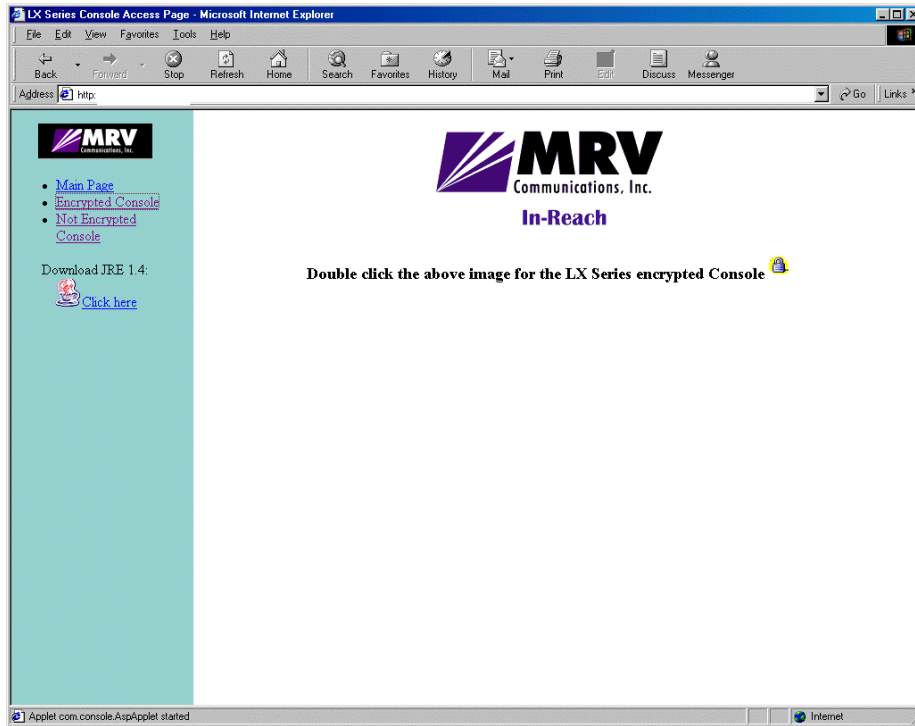 LX Series Console Access Page - Microsoft Internet Explorer
File Edit View Favorites Tools Help
Back Forward Stop Refresh Home Search Favorites History Mail Print Edit Discuss Messenger
Address http: Go Links »
MRV
Communications, Inc.
Main Page
Encrypted Console
Not Encrypted
Console
Download JRE 1.4:
Click here
MRV
Communications, Inc.
In-Reach
Double click the above image for the LX Series encrypted Console
Applet com.console.AspApplet started
Internet